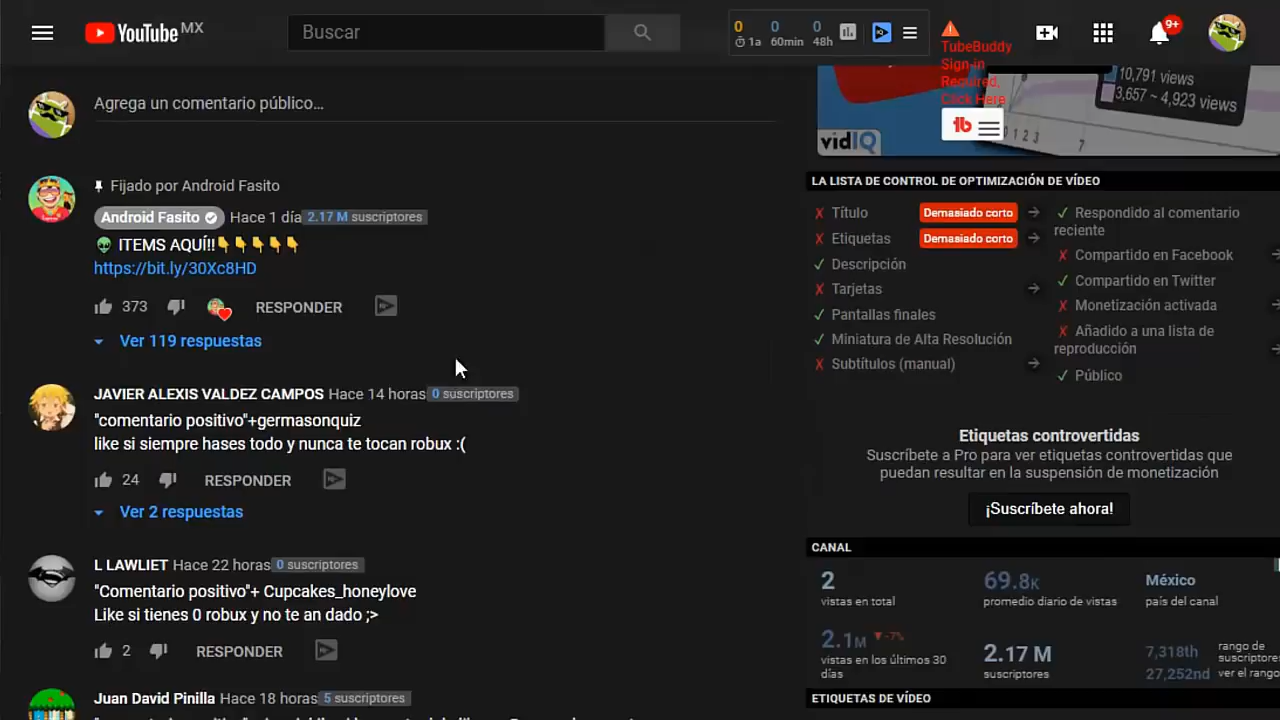 YouTube MX
Buscar
0 0 0
1a 60min 48h
9+
TubeBuddy
Sign-in
Required,
Click Here
Agrega un comentario público...
10,791 views
3,657 ~ 4,923 views
0 1 2 3 7
vidIQ
Fijado por Android Fasito
Android Fasito Hace 1 día 2.17 M suscriptores
ITEMS AQUÍ!!
https://bit.ly/30Xc8HD
373 RESPONDER
Ver 119 respuestas
JAVIER ALEXIS VALDEZ CAMPOS Hace 14 horas 0 suscriptores
"comentario positivo"+germasonquiz
like si siempre hases todo y nunca te tocan robux :(
24 RESPONDER
Ver 2 respuestas
L LAWLIET Hace 22 horas 0 suscriptores
"Comentario positivo"+ Cupcakes_honeylove
Like si tienes 0 robux y no te an dado ;>
2 RESPONDER
Juan David Pinilla Hace 18 horas 5 suscriptores
LA LISTA DE CONTROL DE OPTIMIZACIÓN DE VÍDEO
Título Demasiado corto
Etiquetas Demasiado corto
Descripción
Tarjetas
Pantallas finales
Miniatura de Alta Resolución
Subtítulos (manual)
Respondido al comentario
reciente
Compartido en Facebook
Compartido en Twitter
Monetización activada
Añadido a una lista de
reproducción
Público
Etiquetas controvertidas
Suscríbete a Pro para ver etiquetas controvertidas que
puedan resultar en la suspensión de monetización
¡Suscríbete ahora!
CANAL
2
vistas en total
69.8K
promedio diario de vistas
México
país del canal
2.1M -7%
vistas en los últimos 30
días
2.17 M
suscriptores
7,318th
27,252nd
rango de
suscriptores
ver el rango
ETIQUETAS DE VÍDEO